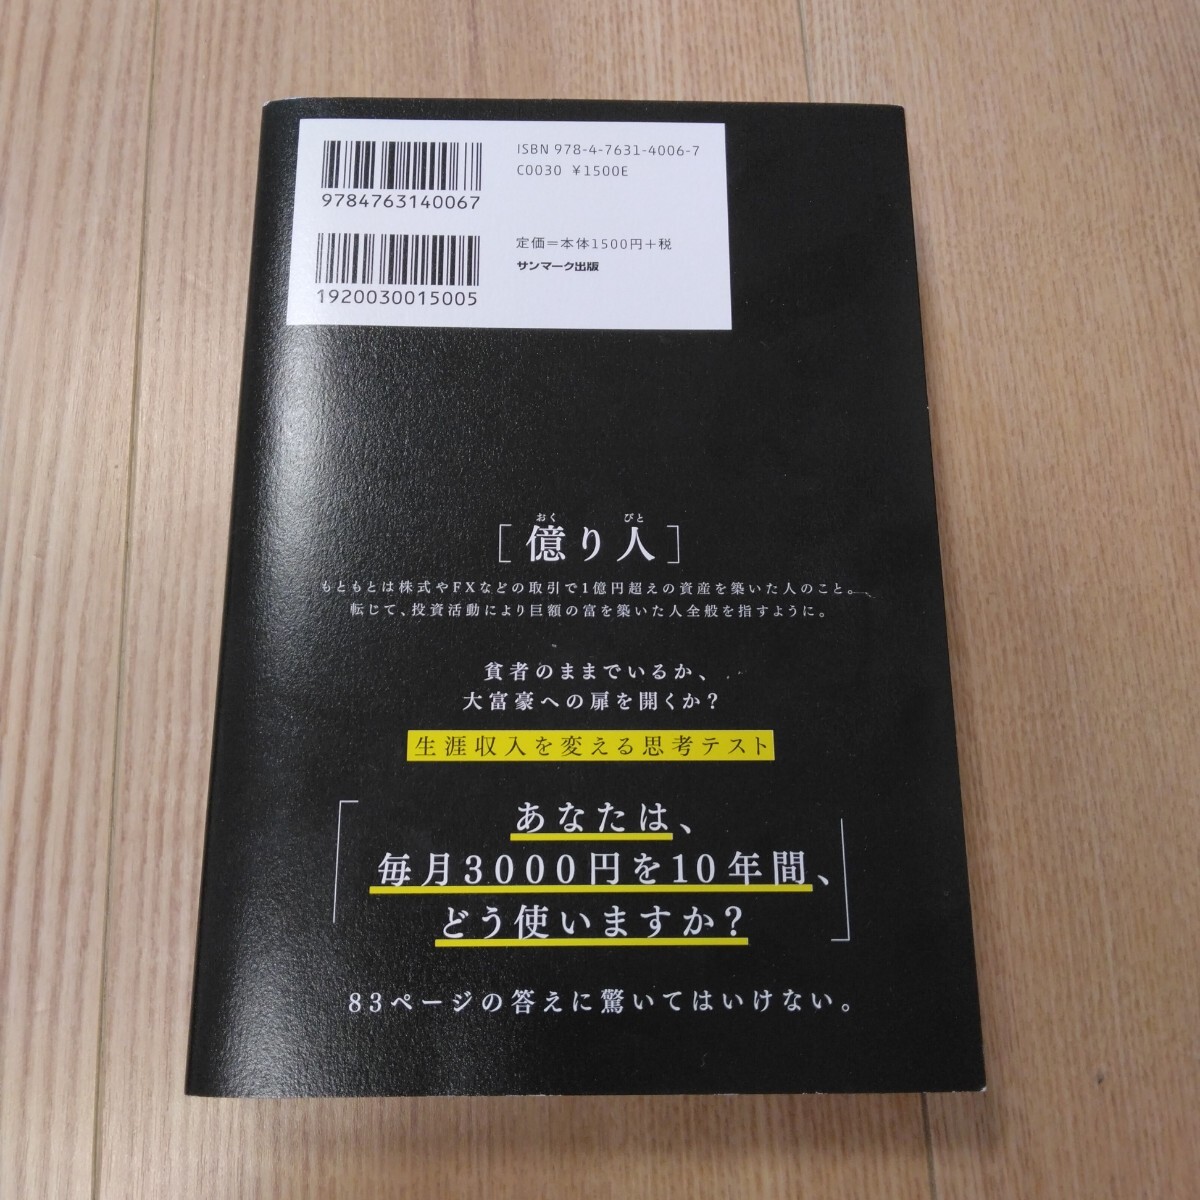 ISBN 978-4-7631-4006-7
C0030 ¥1500E
9784763140067
定価＝本体1500円＋税
サンマーク出版
1920030015005
おく びと
［億り人］
もともとは株式やFXなどの取引で1億円超えの資産を築いた人のこと。
転じて、投資活動により巨額の富を築いた人全般を指すように。
貧者のままでいるか、
大富豪への扉を開くか？
生涯収入を変える思考テスト
あなたは、
毎月3000円を10年間、
どう使いますか？
83ページの答えに驚いてはいけない。